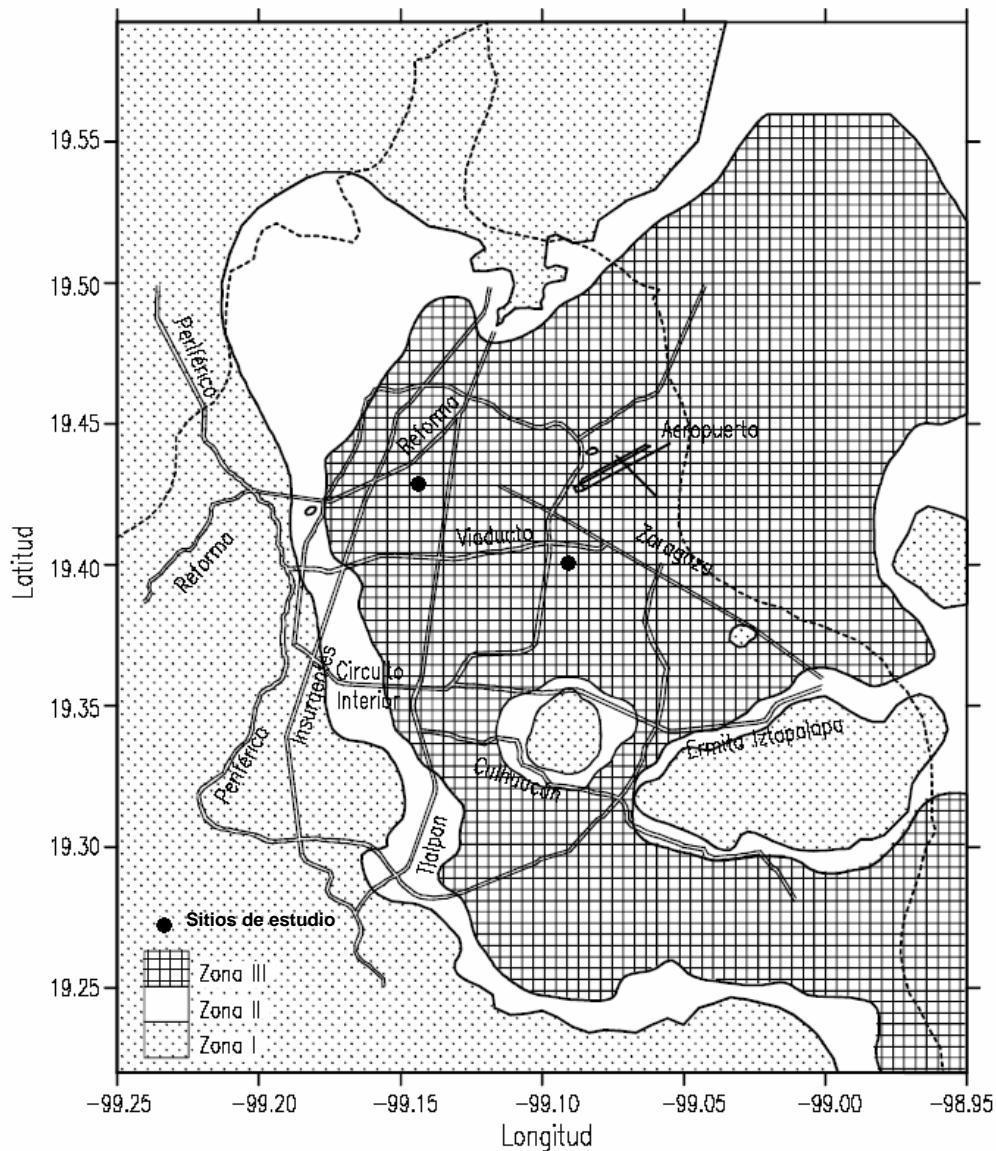 19.55
19.50
19.45
19.40
19.35
19.30
19.25
Latitud
Periférico
Reforma
Aeropuerto
Reforma
Viaducto
Zaragoza
Circuito
Interior
Insurgentes
Periférico
Ermita Iztapalapa
Culhuacán
Tlalpan
Sitios de estudio
Zona III
Zona II
Zona I
-99.25
-99.20
-99.15
-99.10
-99.05
-99.00
-98.95
Longitud